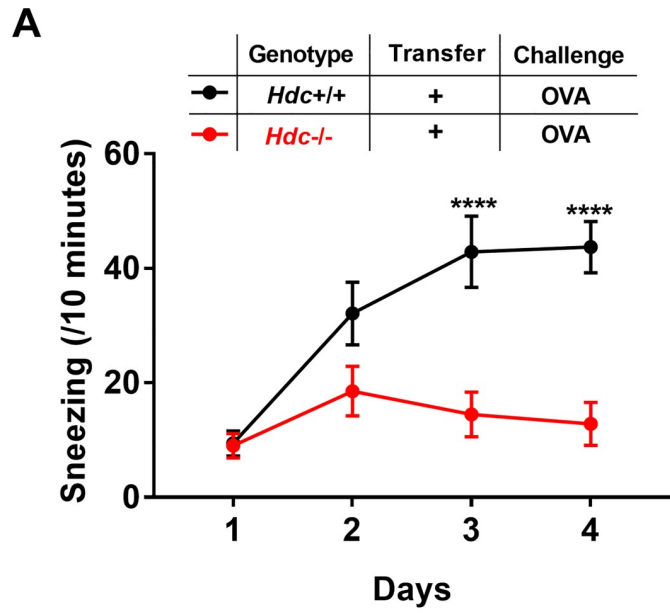 A
Genotype Transfer Challenge
Hdc+/+ + OVA
Hdc-/- + OVA
Sneezing (/10 minutes)
60
40
20
0
**** ****
1 2 3 4
Days